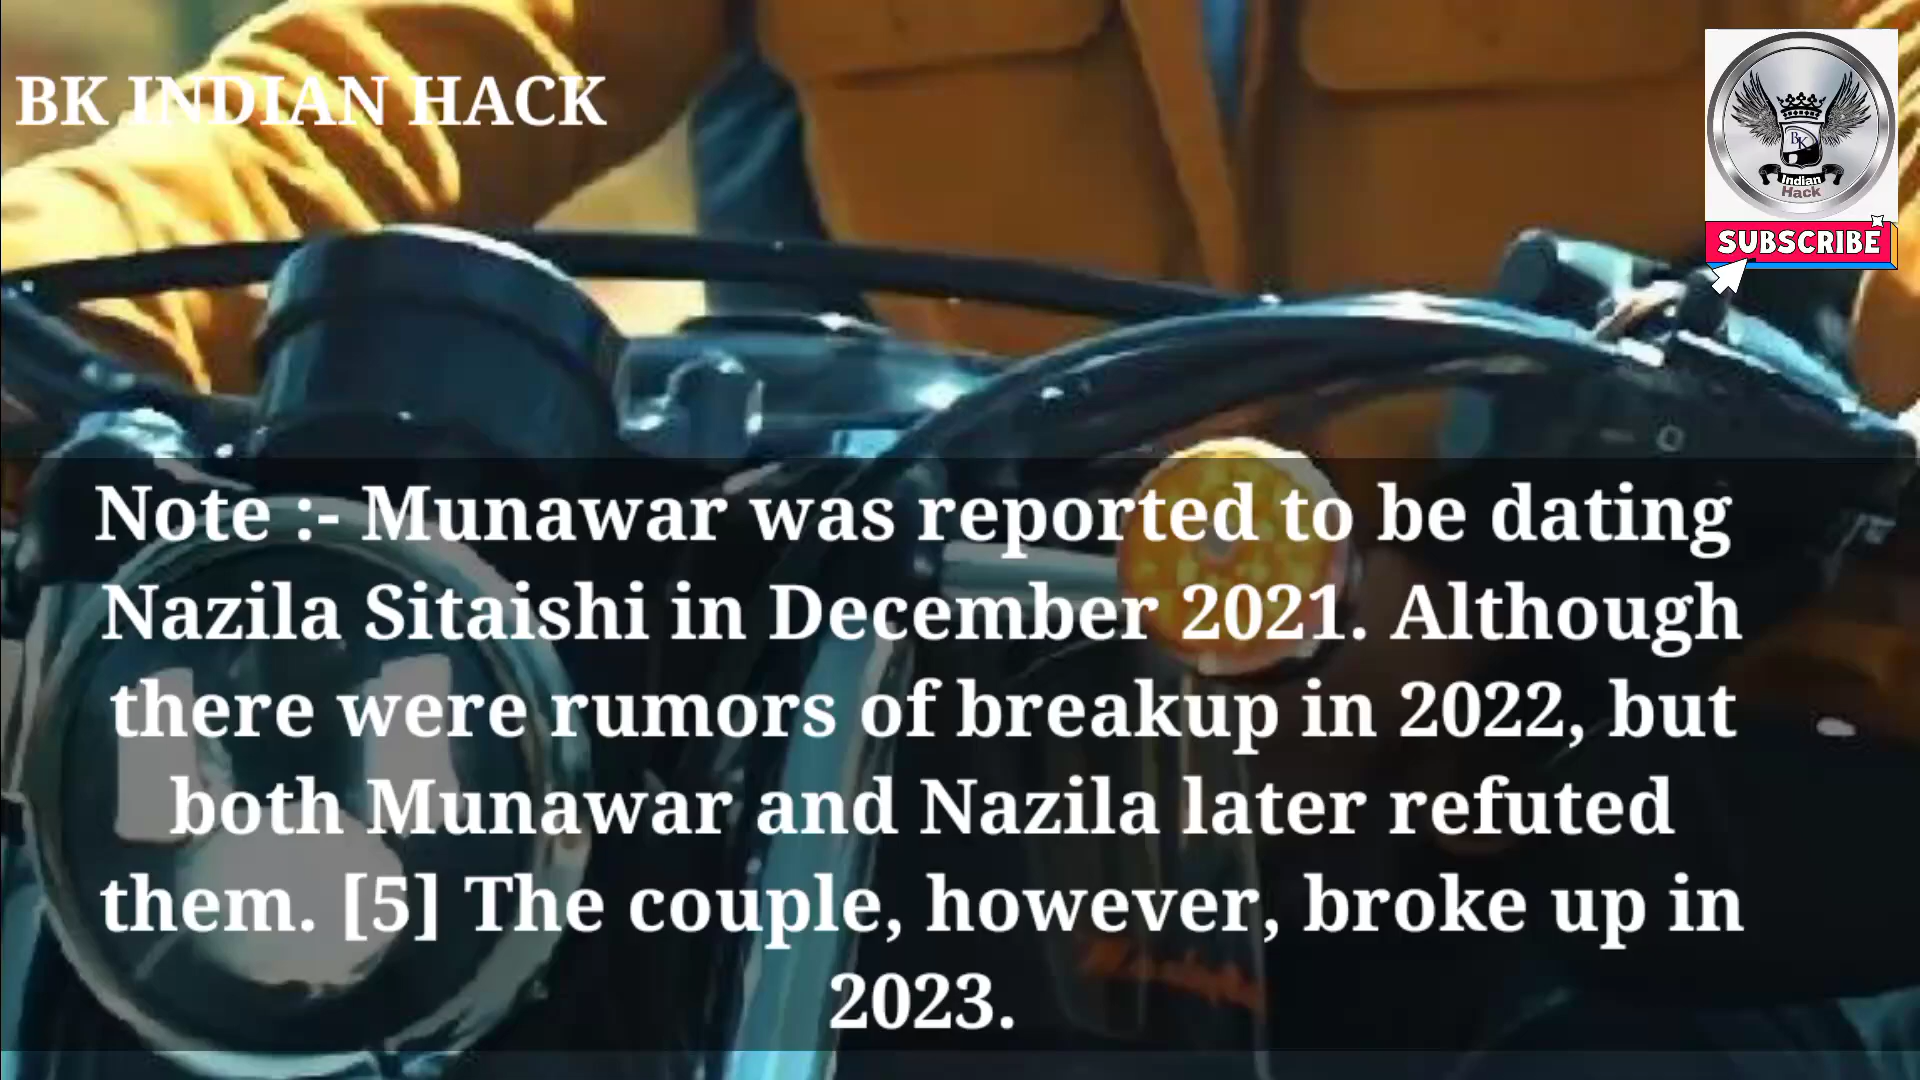 BK INDIAN HACK
BK
Indian
Hack
SUBSCRIBE
Note :- Munawar was reported to be dating
Nazila Sitaishi in December 2021. Although
there were rumors of breakup in 2022, but
both Munawar and Nazila later refuted
them. [5] The couple, however, broke up in
2023.